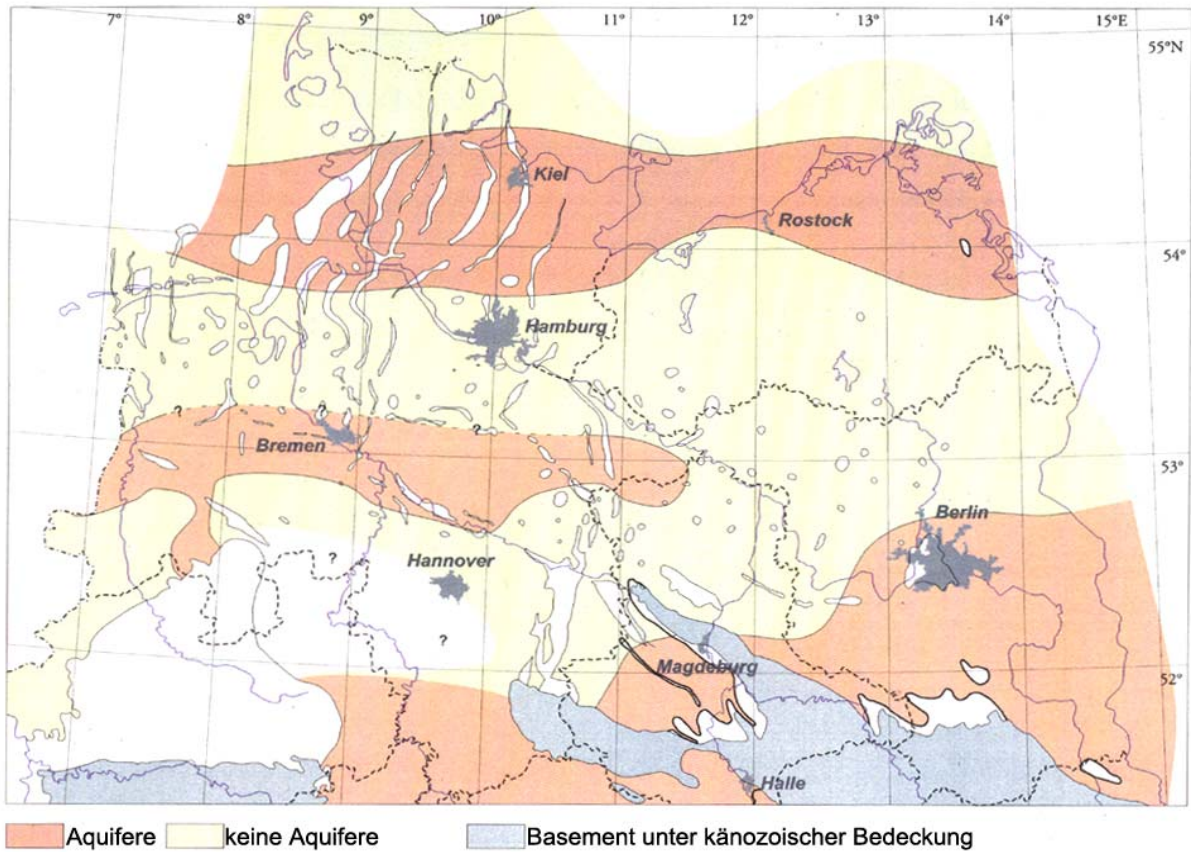 7° 8° 9° 10° 11° 12° 13° 14° 15°E
55°N
Kiel
Rostock
54°
Hamburg
?
?
?
Bremen
53°
Berlin
?
Hannover
?
Magdeburg
52°
Halle
Aquifere keine Aquifere Basement unter känozoischer Bedeckung